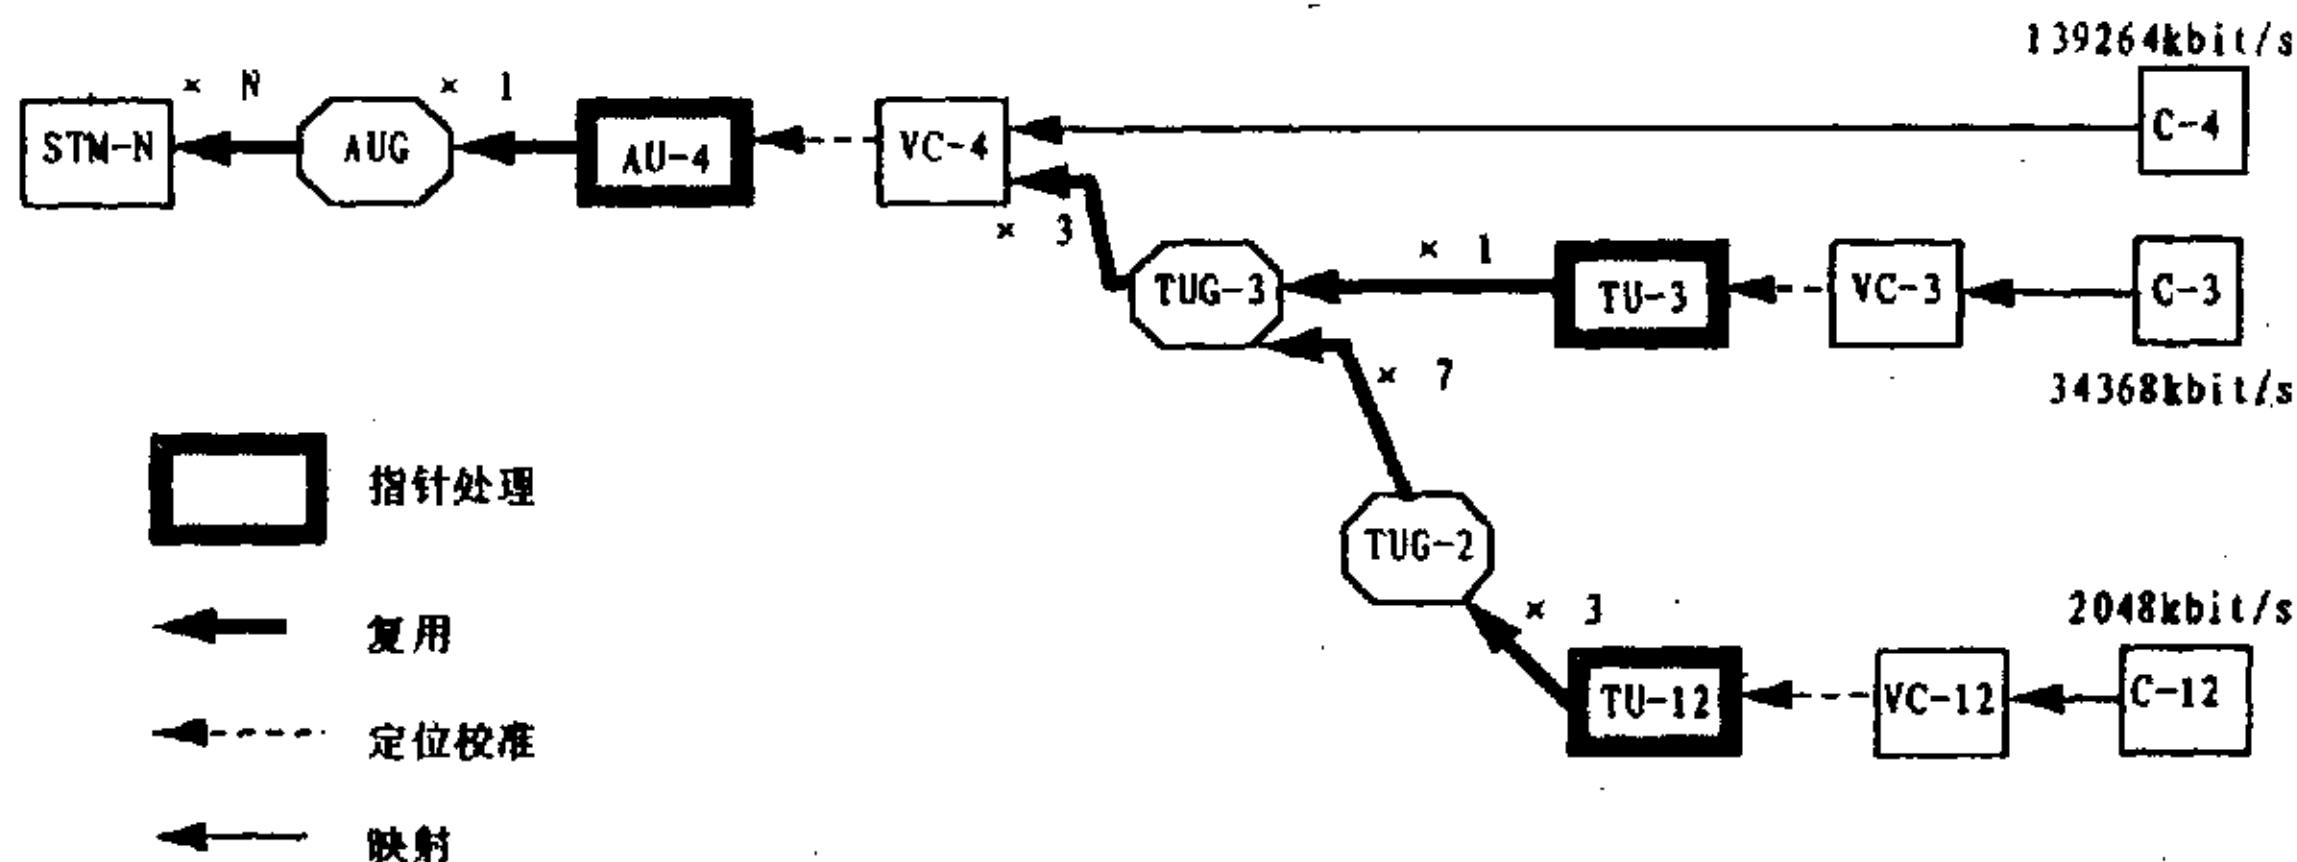 139264kbit/s
× N
× 1
STM-N
AUG
AU-4
VC-4
C-4
× 3
× 1
TUG-3
TU-3
VC-3
C-3
× 7
34368kbit/s
指针处理
TUG-2
复用
× 3
2048kbit/s
TU-12
VC-12
C-12
定位校准
映射